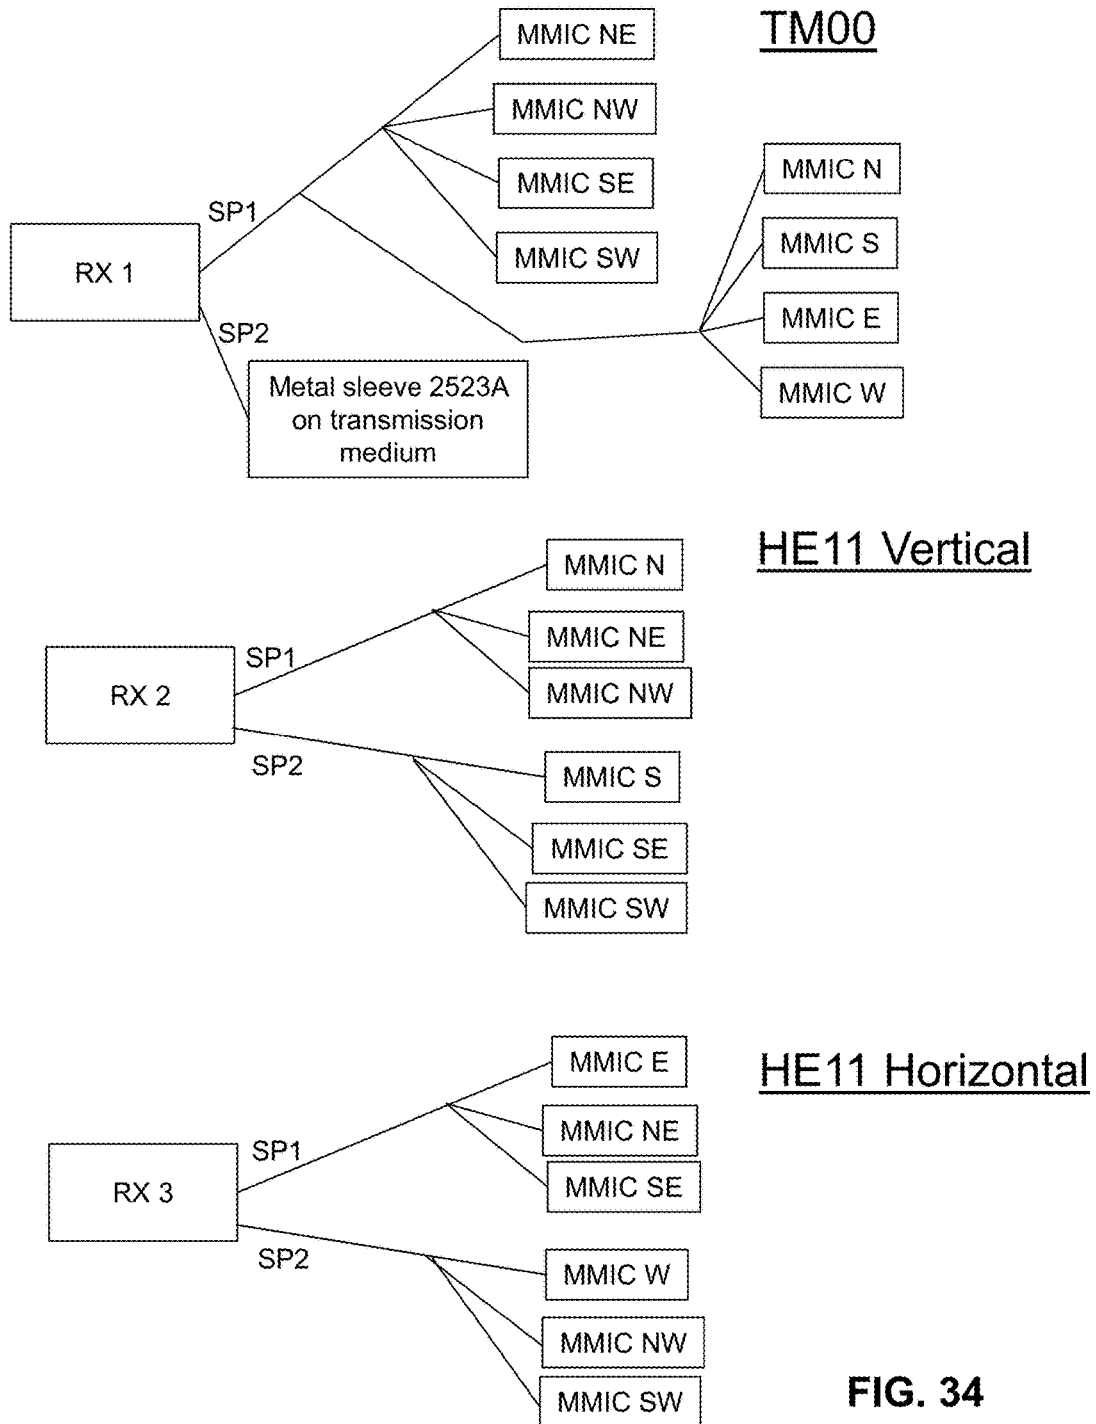 TM00
MMIC NE
MMIC NW
MMIC SE
MMIC SW
MMIC N
MMIC S
MMIC E
MMIC W
SP1
RX 1
SP2
Metal sleeve 2523A
on transmission
medium
HE11 Vertical
MMIC N
MMIC NE
MMIC NW
SP1
RX 2
SP2
MMIC S
MMIC SE
MMIC SW
HE11 Horizontal
MMIC E
MMIC NE
MMIC SE
SP1
RX 3
SP2
MMIC W
MMIC NW
MMIC SW
FIG. 34